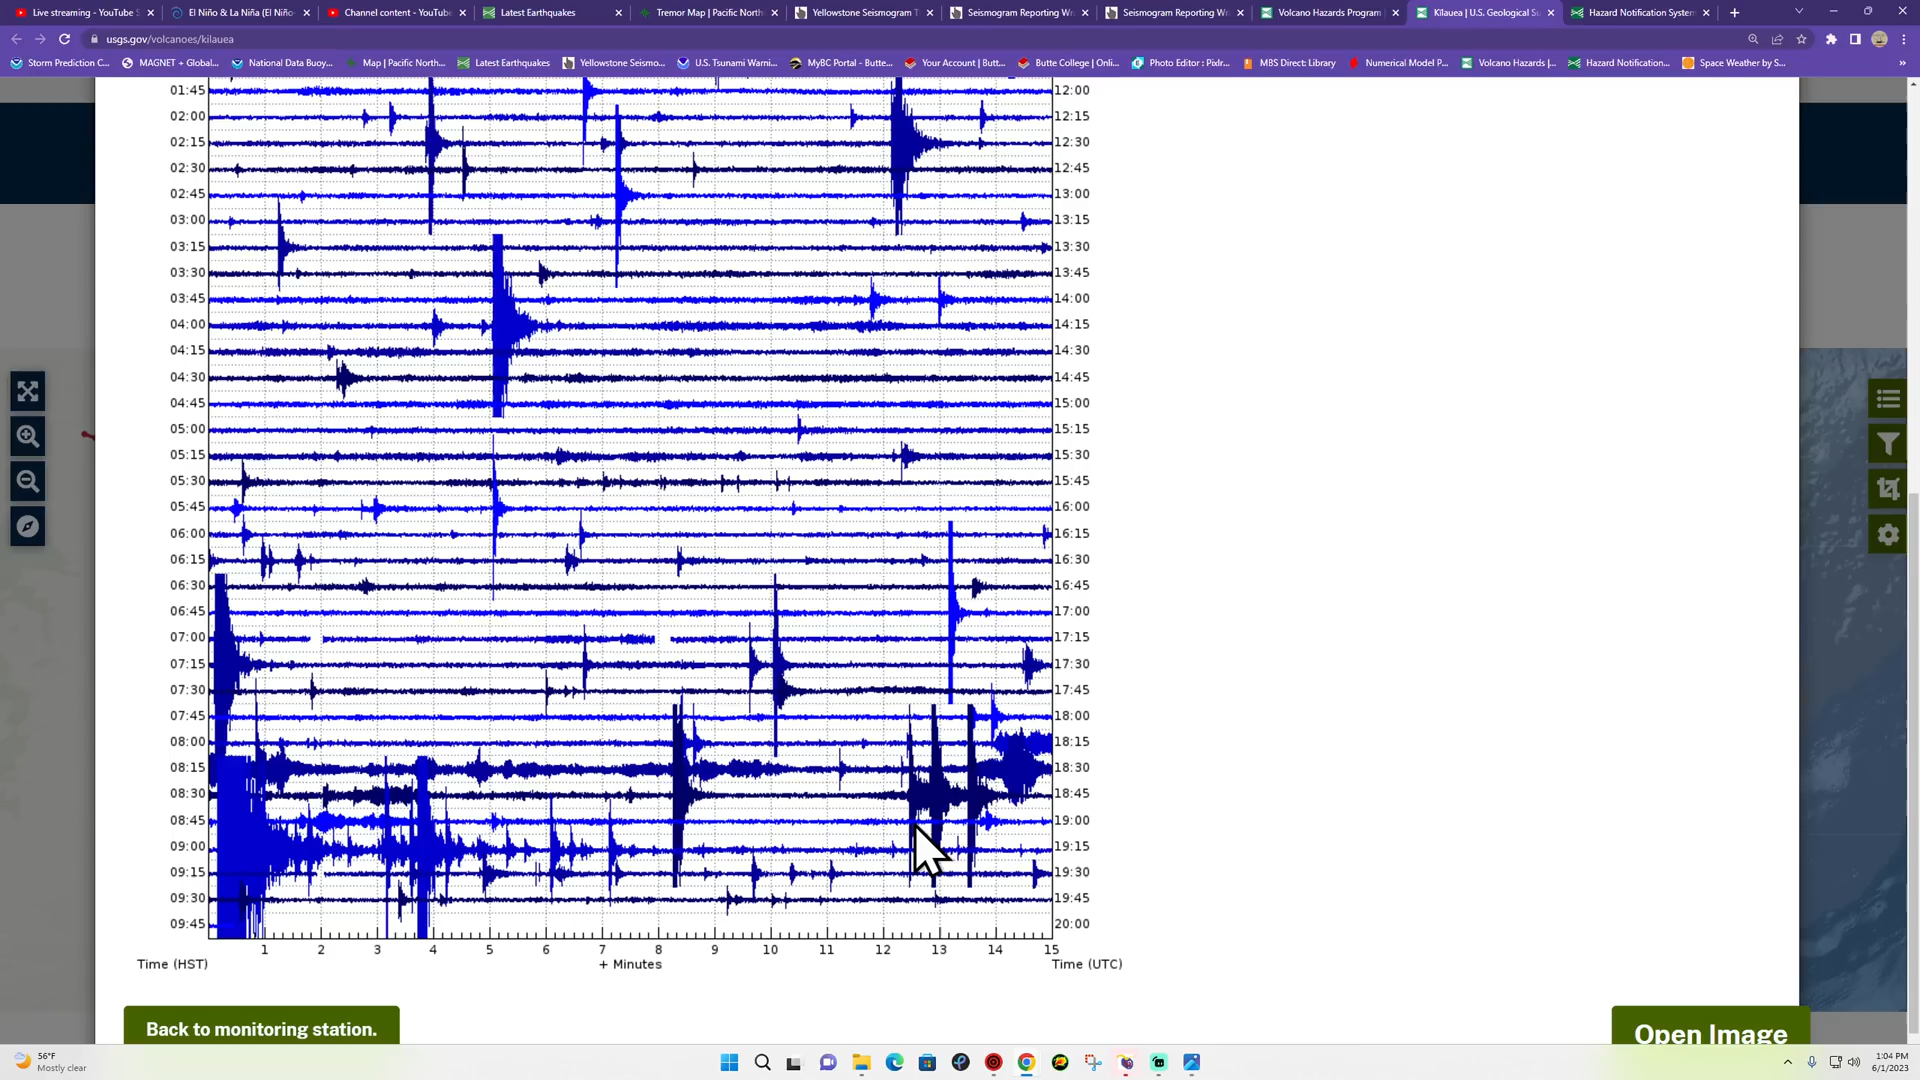 Live streaming - YouTube S
El Niño & La Niña (El Niño-
Channel content - YouTube
Latest Earthquakes
Tremor Map | Pacific North
Yellowstone Seismogram T
Seismogram Reporting Wr
Seismogram Reporting Wr
Volcano Hazards Program |
Kīlauea | U.S. Geological Su
Hazard Notification System
usgs.gov/volcanoes/kilauea
Storm Prediction C...
MAGNET + Global...
National Data Buoy...
Map | Pacific North...
Latest Earthquakes
Yellowstone Seismo...
U.S. Tsunami Warni...
MyBC Portal - Butte...
Your Account | Butt...
Butte College | Onli...
Photo Editor : Pixlr...
MBS Direct Library
Numerical Model P...
Volcano Hazards |...
Hazard Notification...
Space Weather by S...
01:45 12:00
02:00 12:15
02:15 12:30
02:30 12:45
02:45 13:00
03:00 13:15
03:15 13:30
03:30 13:45
03:45 14:00
04:00 14:15
04:15 14:30
04:30 14:45
04:45 15:00
05:00 15:15
05:15 15:30
05:30 15:45
05:45 16:00
06:00 16:15
06:15 16:30
06:30 16:45
06:45 17:00
07:00 17:15
07:15 17:30
07:30 17:45
07:45 18:00
08:00 18:15
08:15 18:30
08:30 18:45
08:45 19:00
09:00 19:15
09:15 19:30
09:30 19:45
09:45 20:00
1 2 3 4 5 6 7 8 9 10 11 12 13 14 15
Time (HST) + Minutes Time (UTC)
Back to monitoring station.
Open Image
56°F
Mostly clear
1:04 PM
6/1/2023